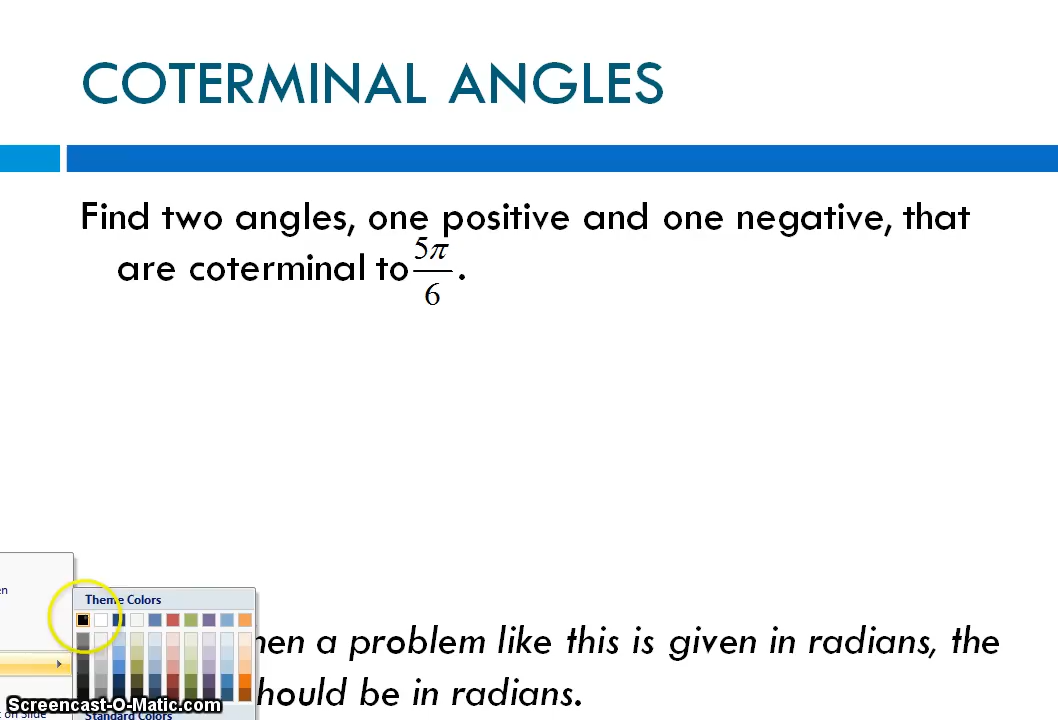 COTERMINAL ANGLES
Find two angles, one positive and one negative, that
are coterminal to 5π/6.
Theme Colors
hen a problem like this is given in radians, the
hould be in radians.
Screencast-O-Matic.com
Standard Colors